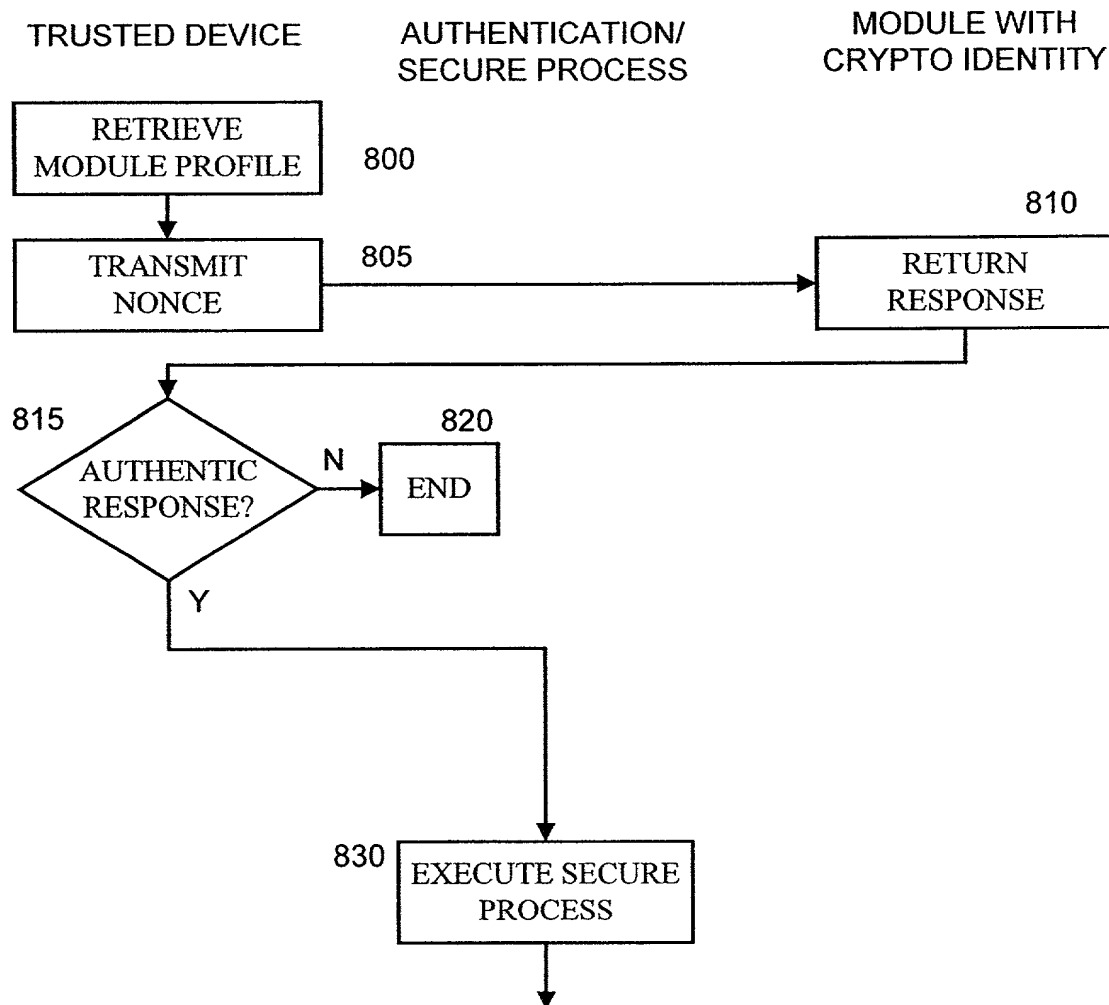 TRUSTED DEVICE
AUTHENTICATION/
SECURE PROCESS
MODULE WITH
CRYPTO IDENTITY
RETRIEVE
MODULE PROFILE
800
TRANSMIT
NONCE
805
810
RETURN
RESPONSE
815
AUTHENTIC
RESPONSE?
N
820
END
Y
830
EXECUTE SECURE
PROCESS